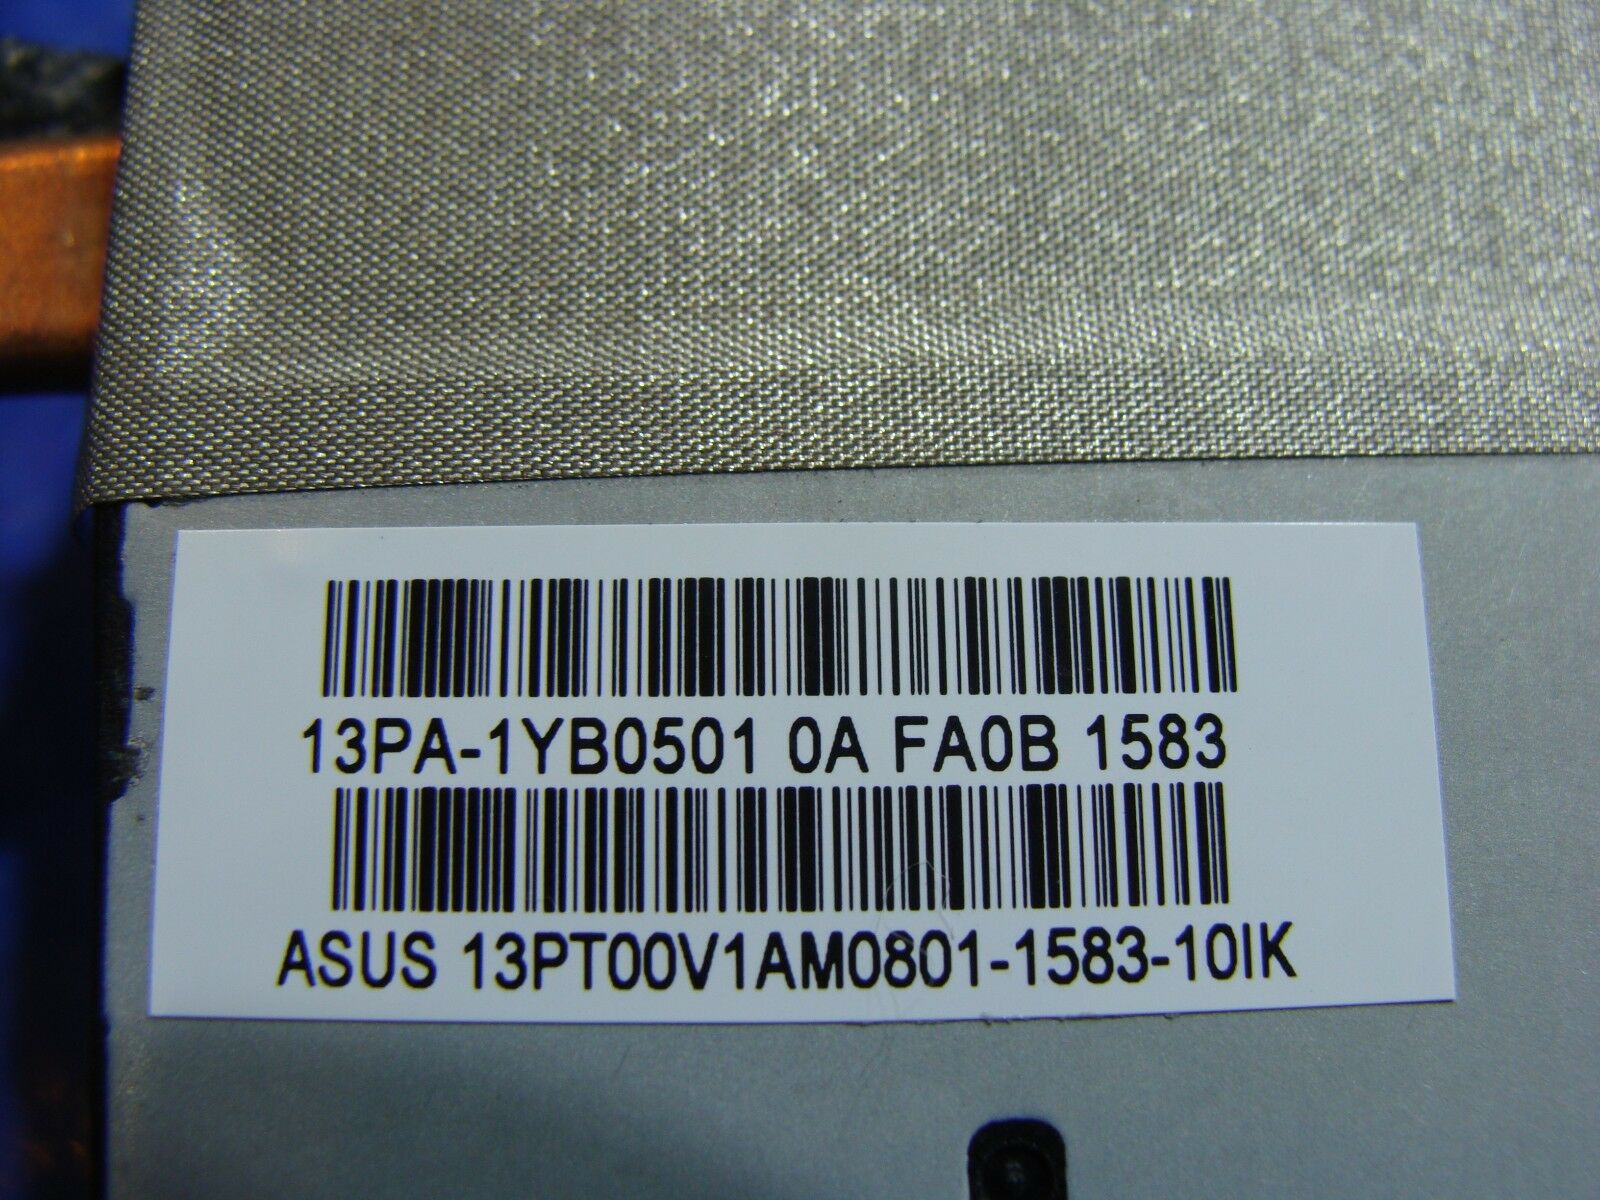 13PA-1YB0501 0A FA0B 1583
ASUS 13PT00V1AM0801-1583-10IK